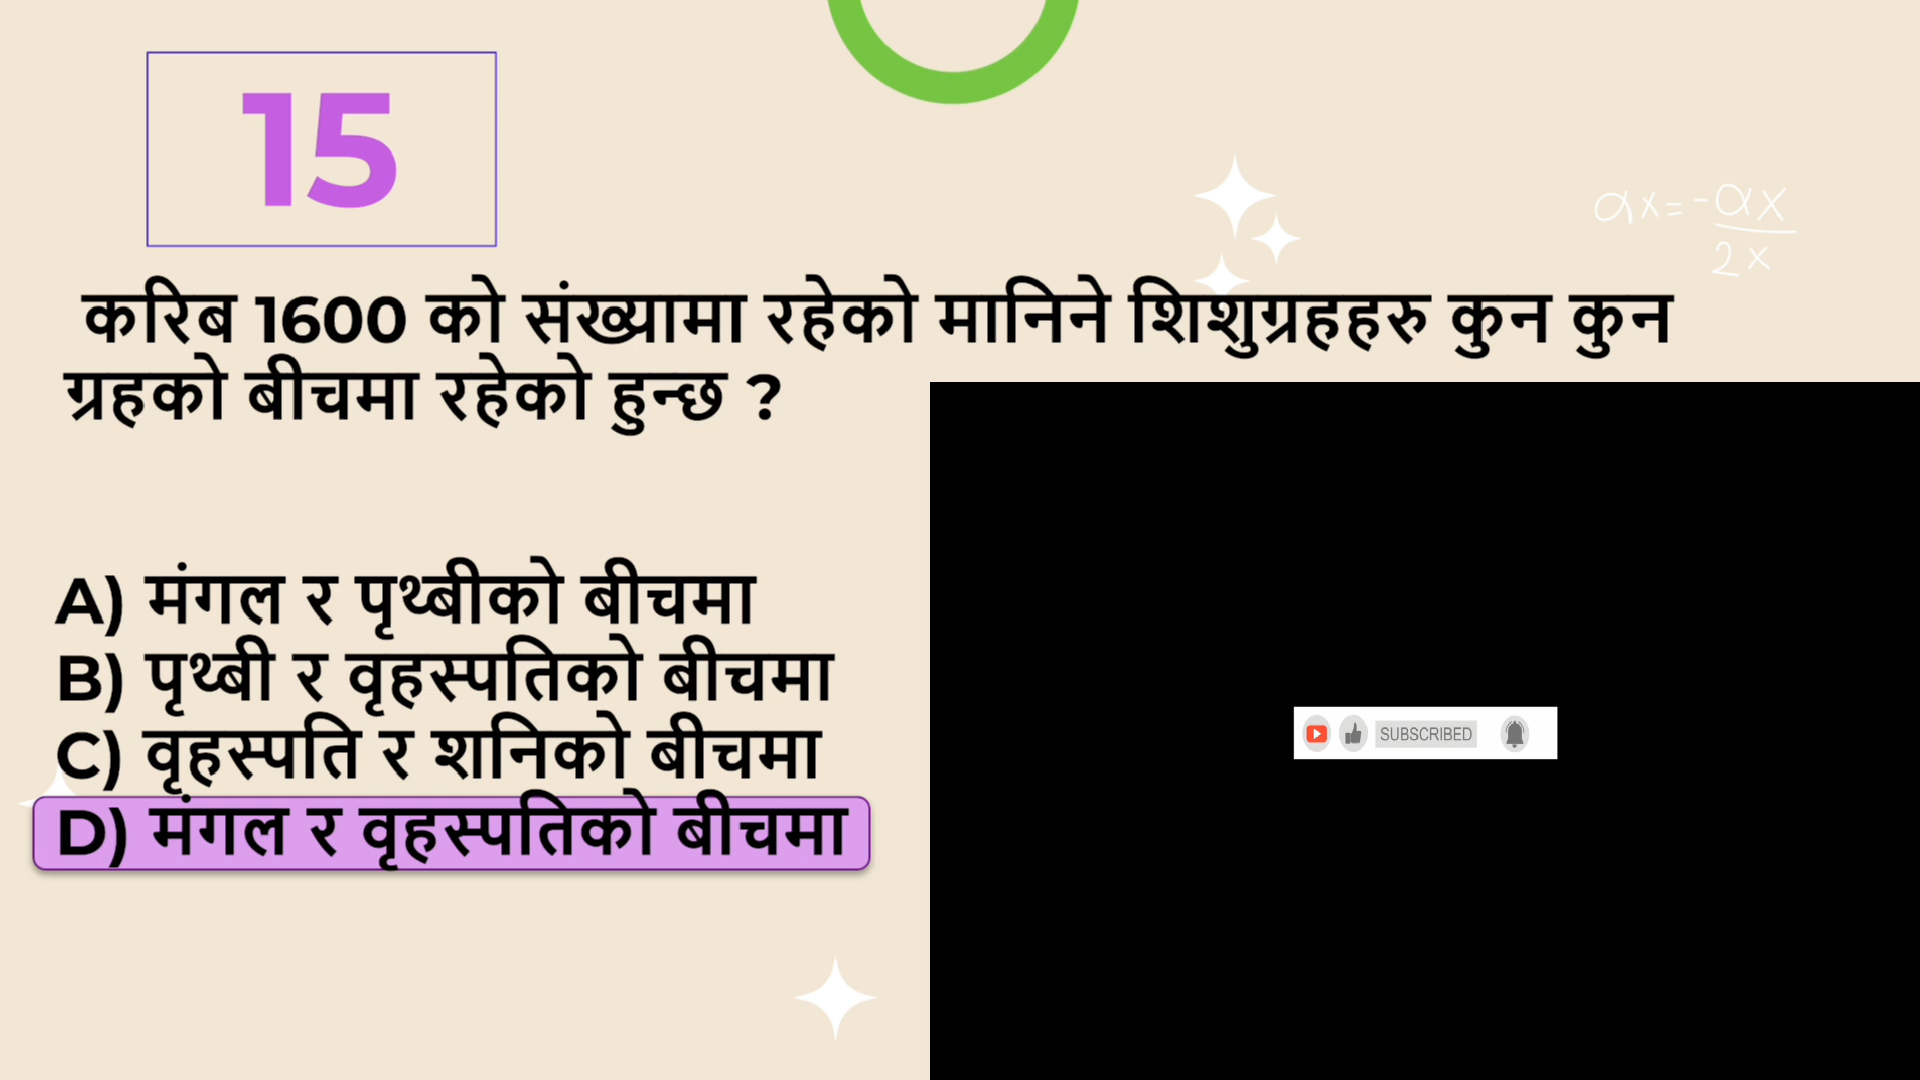 15
αx=-αx
2x
करिब 1600 को संख्यामा रहेको मानिने शिशुग्रहहरु कुन कुन
ग्रहको बीचमा रहेको हुन्छ ?
A) मंगल र पृथ्बीको बीचमा
B) पृथ्बी र वृहस्पतिको बीचमा
C) वृहस्पति र शनिको बीचमा
D) मंगल र वृहस्पतिको बीचमा
SUBSCRIBED